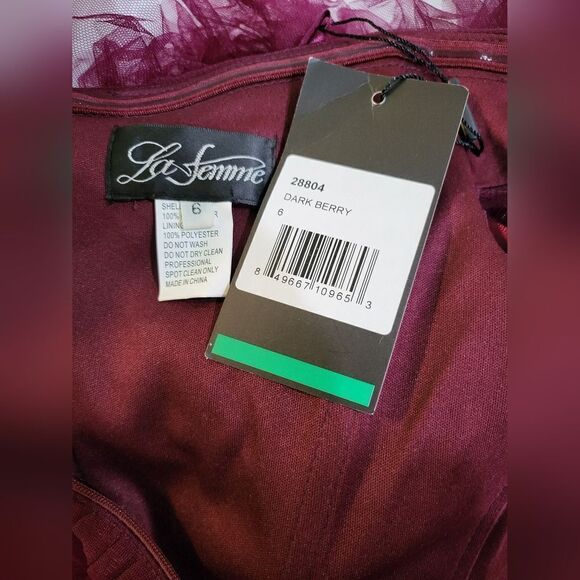 La Femme
6
SHEL
100% R
LINING
100% POLYESTER
DO NOT WASH
DO NOT DRY CLEAN
PROFESSIONAL
SPOT CLEAN ONLY
MADE IN CHINA
28804
DARK BERRY
6
8 49667 10965 3